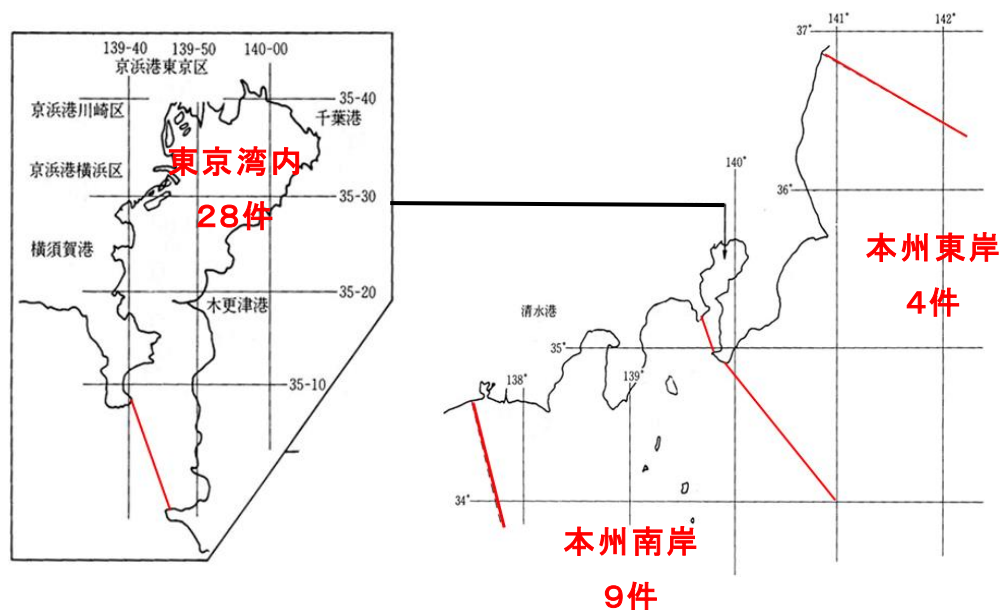 139-40
139-50
140-00
京浜港東京区
35-40
京浜港川崎区
千葉港
京浜港横浜区
東京湾内
28件
35-30
横須賀港
35-20
木更津港
35-10
141°
142°
37°
140°
36°
本州東岸
4件
清水港
35°
138°
139°
34°
本州南岸
9件